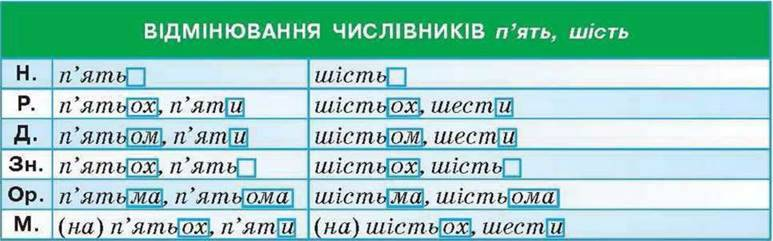 ВІДМІНЮВАННЯ ЧИСЛІВНИКІВ п’ять, шість
Н. п’ять шість
Р. п’ятьох, п’яти шістьох, шести
Д. п’ятьом, п’яти шістьом, шести
Зн. п’ятьох, п’ять шістьох, шість
Ор. п’ятьма, п’ятьома шістьма, шістьома
М. (на) п’ятьох, п’яти (на) шістьох, шести